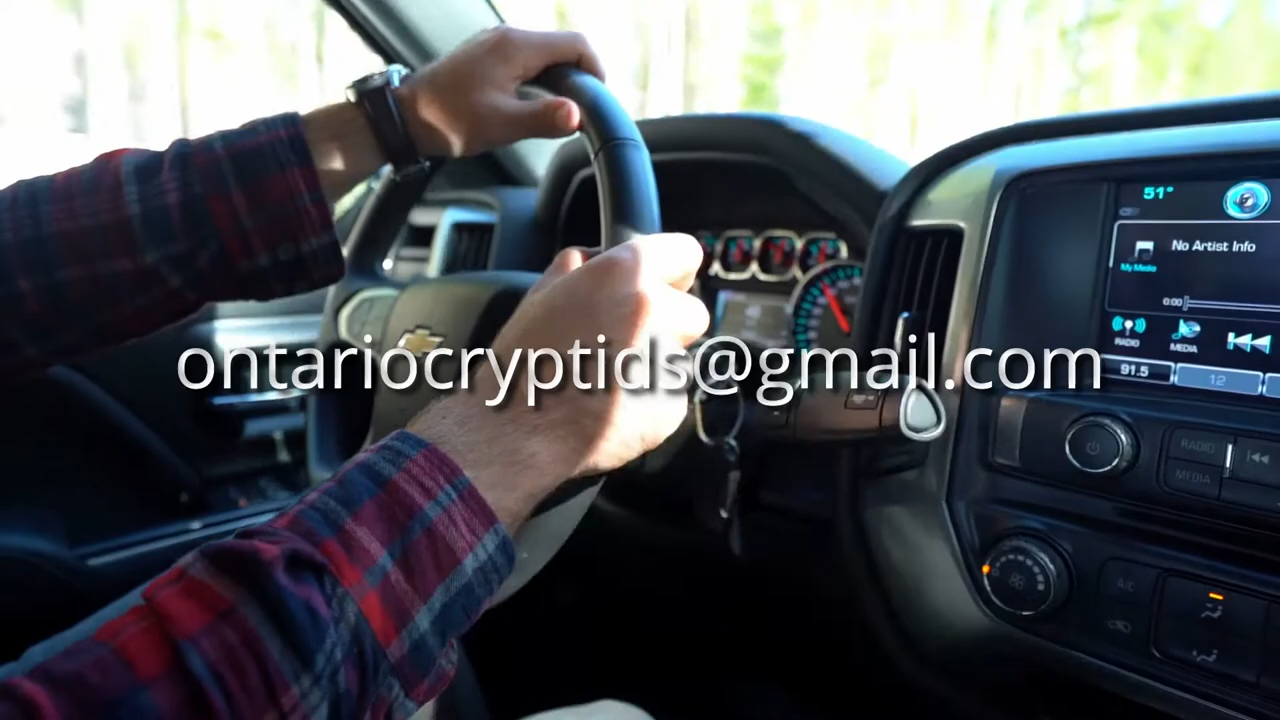 51°
No Artist Info
My Media
0:00
ontariocryptids@gmail.com
RADIO
MEDIA
91.5
12
RADIO
MEDIA
A/C